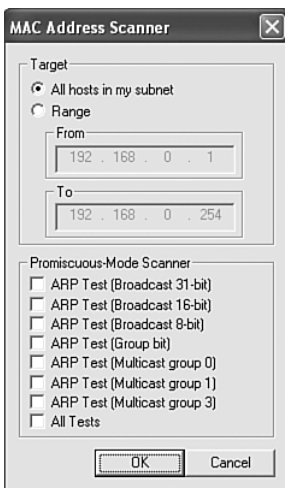 MAC Address Scanner
Target
All hosts in my subnet
Range
From
192 . 168 . 0 . 1
To
192 . 168 . 0 . 254
Promiscuous-Mode Scanner
ARP Test (Broadcast 31-bit)
ARP Test (Broadcast 16-bit)
ARP Test (Broadcast 8-bit)
ARP Test (Group bit)
ARP Test (Multicast group 0)
ARP Test (Multicast group 1)
ARP Test (Multicast group 3)
All Tests
OK Cancel